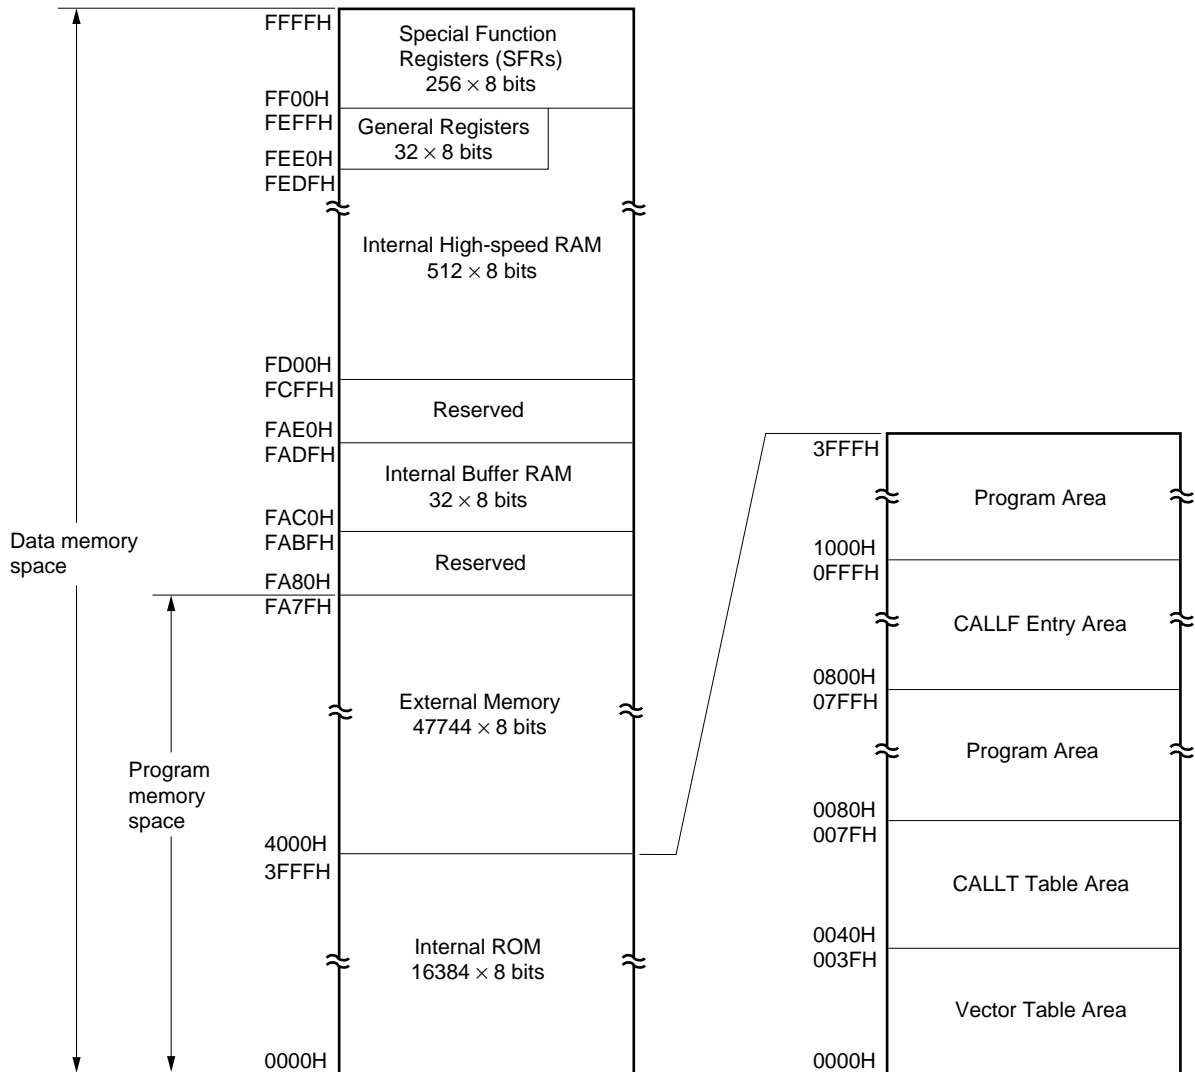 FFFFH
Special Function
Registers (SFRs)
256 × 8 bits
FF00H
FEFFH
General Registers
32 × 8 bits
FEE0H
FEDFH
Internal High-speed RAM
512 × 8 bits
FD00H
FCFFH
Reserved
FAE0H
FADFH
Internal Buffer RAM
32 × 8 bits
FAC0H
FABFH
Reserved
FA80H
FA7FH
Data memory
space
External Memory
47744 × 8 bits
Program
memory
space
4000H
3FFFH
Internal ROM
16384 × 8 bits
0000H
3FFFH
Program Area
1000H
0FFFH
CALLF Entry Area
0800H
07FFH
Program Area
0080H
007FH
CALLT Table Area
0040H
003FH
Vector Table Area
0000H